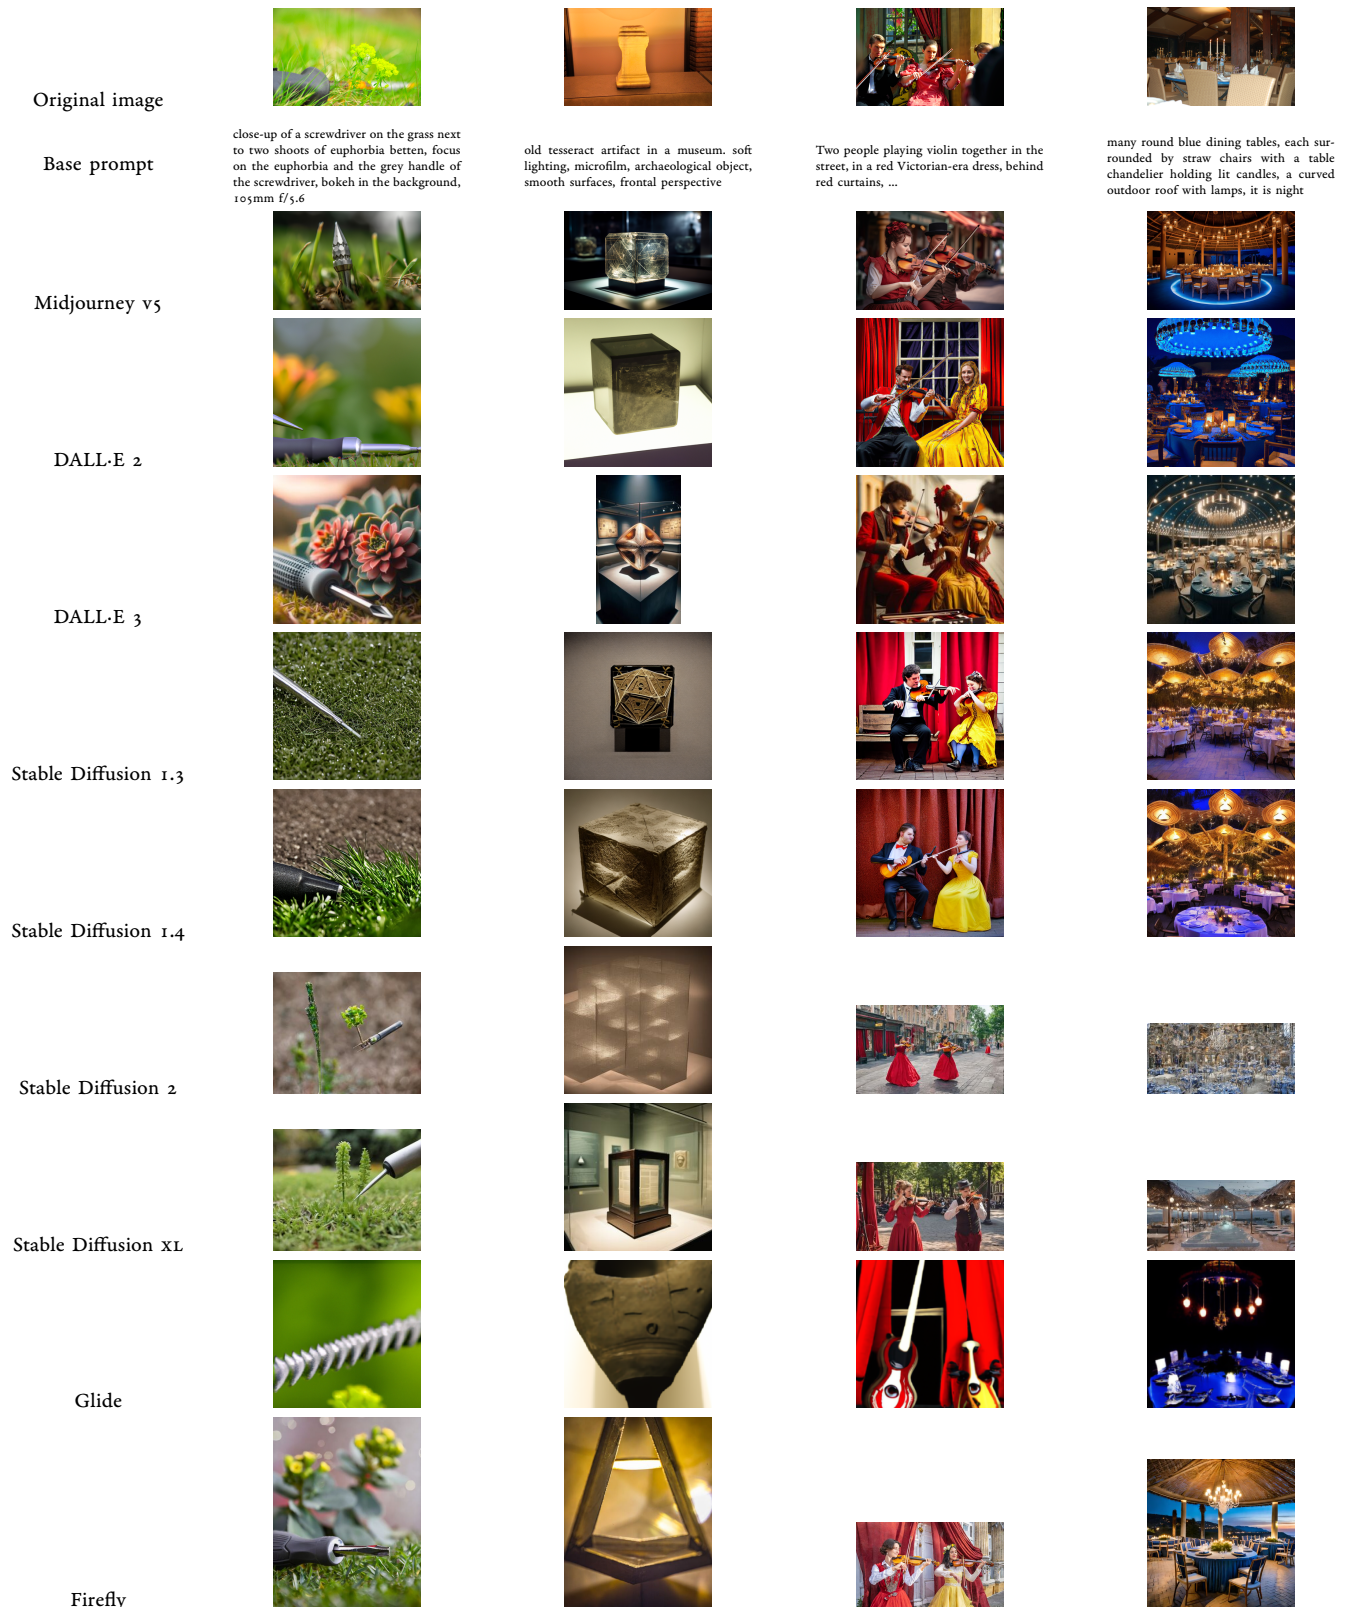 Original image
Base prompt
close-up of a screwdriver on the grass next
to two shoots of euphorbia betten, focus
on the euphorbia and the grey handle of
the screwdriver, bokeh in the background,
105mm f/5.6
old tesseract artifact in a museum. soft
lighting, microfilm, archaeological object,
smooth surfaces, frontal perspective
Two people playing violin together in the
street, in a red Victorian-era dress, behind
red curtains, ...
many round blue dining tables, each sur-
rounded by straw chairs with a table
chandelier holding lit candles, a curved
outdoor roof with lamps, it is night
Midjourney v5
DALL·E 2
DALL·E 3
Stable Diffusion 1.3
Stable Diffusion 1.4
Stable Diffusion 2
Stable Diffusion XL
Glide
Firefly